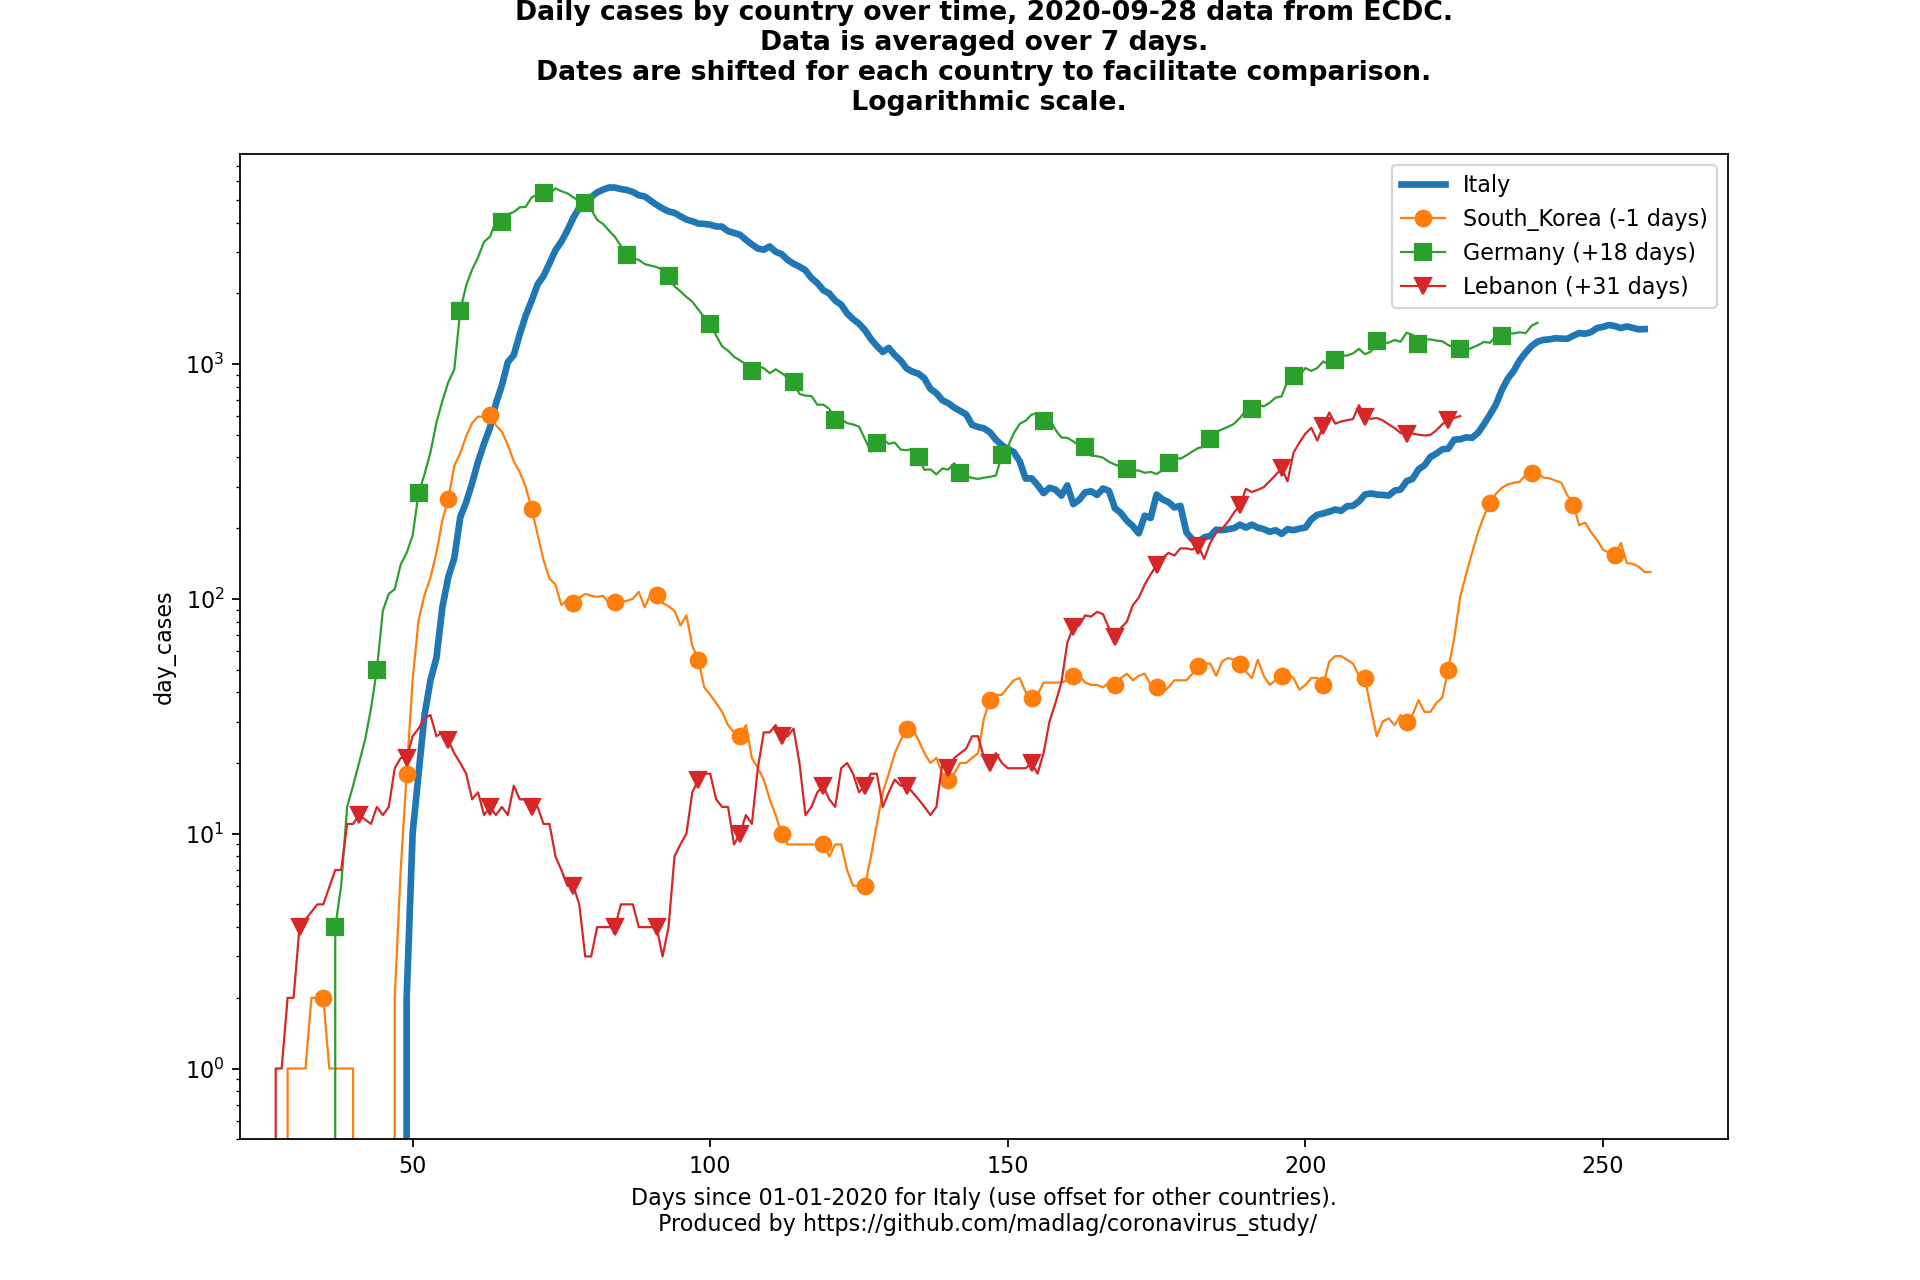 Daily cases by country over time, 2020-09-28 data from ECDC.
Data is averaged over 7 days.
Dates are shifted for each country to facilitate comparison.
Logarithmic scale.
Italy
South_Korea (-1 days)
Germany (+18 days)
Lebanon (+31 days)
day_cases
10³
10²
10¹
10⁰
50
100
150
200
250
Days since 01-01-2020 for Italy (use offset for other countries).
Produced by https://github.com/madlag/coronavirus_study/